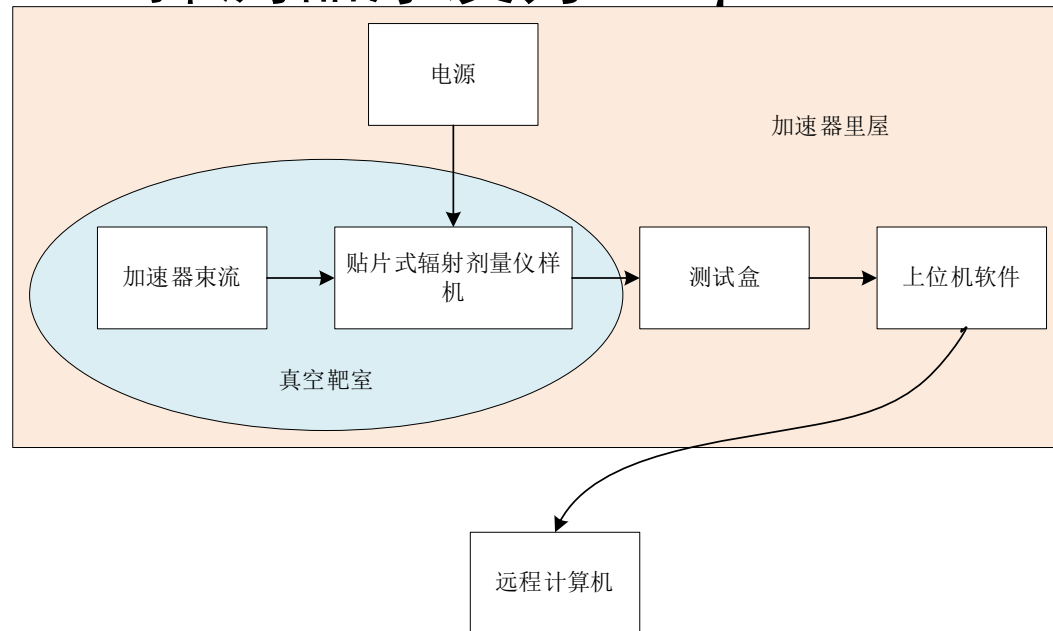 电源
加速器里屋
加速器束流
贴片式辐射剂量仪样
机
测试盒
上位机软件
真空靶室
远程计算机